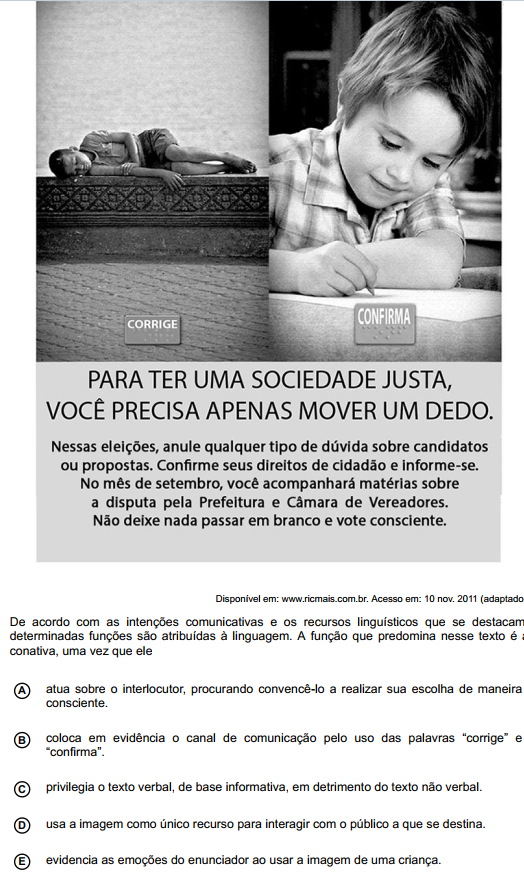 CORRIGE
CONFIRMA
PARA TER UMA SOCIEDADE JUSTA,
VOCÊ PRECISA APENAS MOVER UM DEDO.
Nessas eleições, anule qualquer tipo de dúvida sobre candidatos
ou propostas. Confirme seus direitos de cidadão e informe-se.
No mês de setembro, você acompanhará matérias sobre
a disputa pela Prefeitura e Câmara de Vereadores.
Não deixe nada passar em branco e vote consciente.
Disponível em: www.ricmais.com.br. Acesso em: 10 nov. 2011 (adaptado
De acordo com as intenções comunicativas e os recursos linguísticos que se destacam
determinadas funções são atribuídas à linguagem. A função que predomina nesse texto é a
conativa, uma vez que ele
A atua sobre o interlocutor, procurando convencê-lo a realizar sua escolha de maneira
consciente.
B coloca em evidência o canal de comunicação pelo uso das palavras “corrige” e
“confirma”.
C privilegia o texto verbal, de base informativa, em detrimento do texto não verbal.
D usa a imagem como único recurso para interagir com o público a que se destina.
E evidencia as emoções do enunciador ao usar a imagem de uma criança.